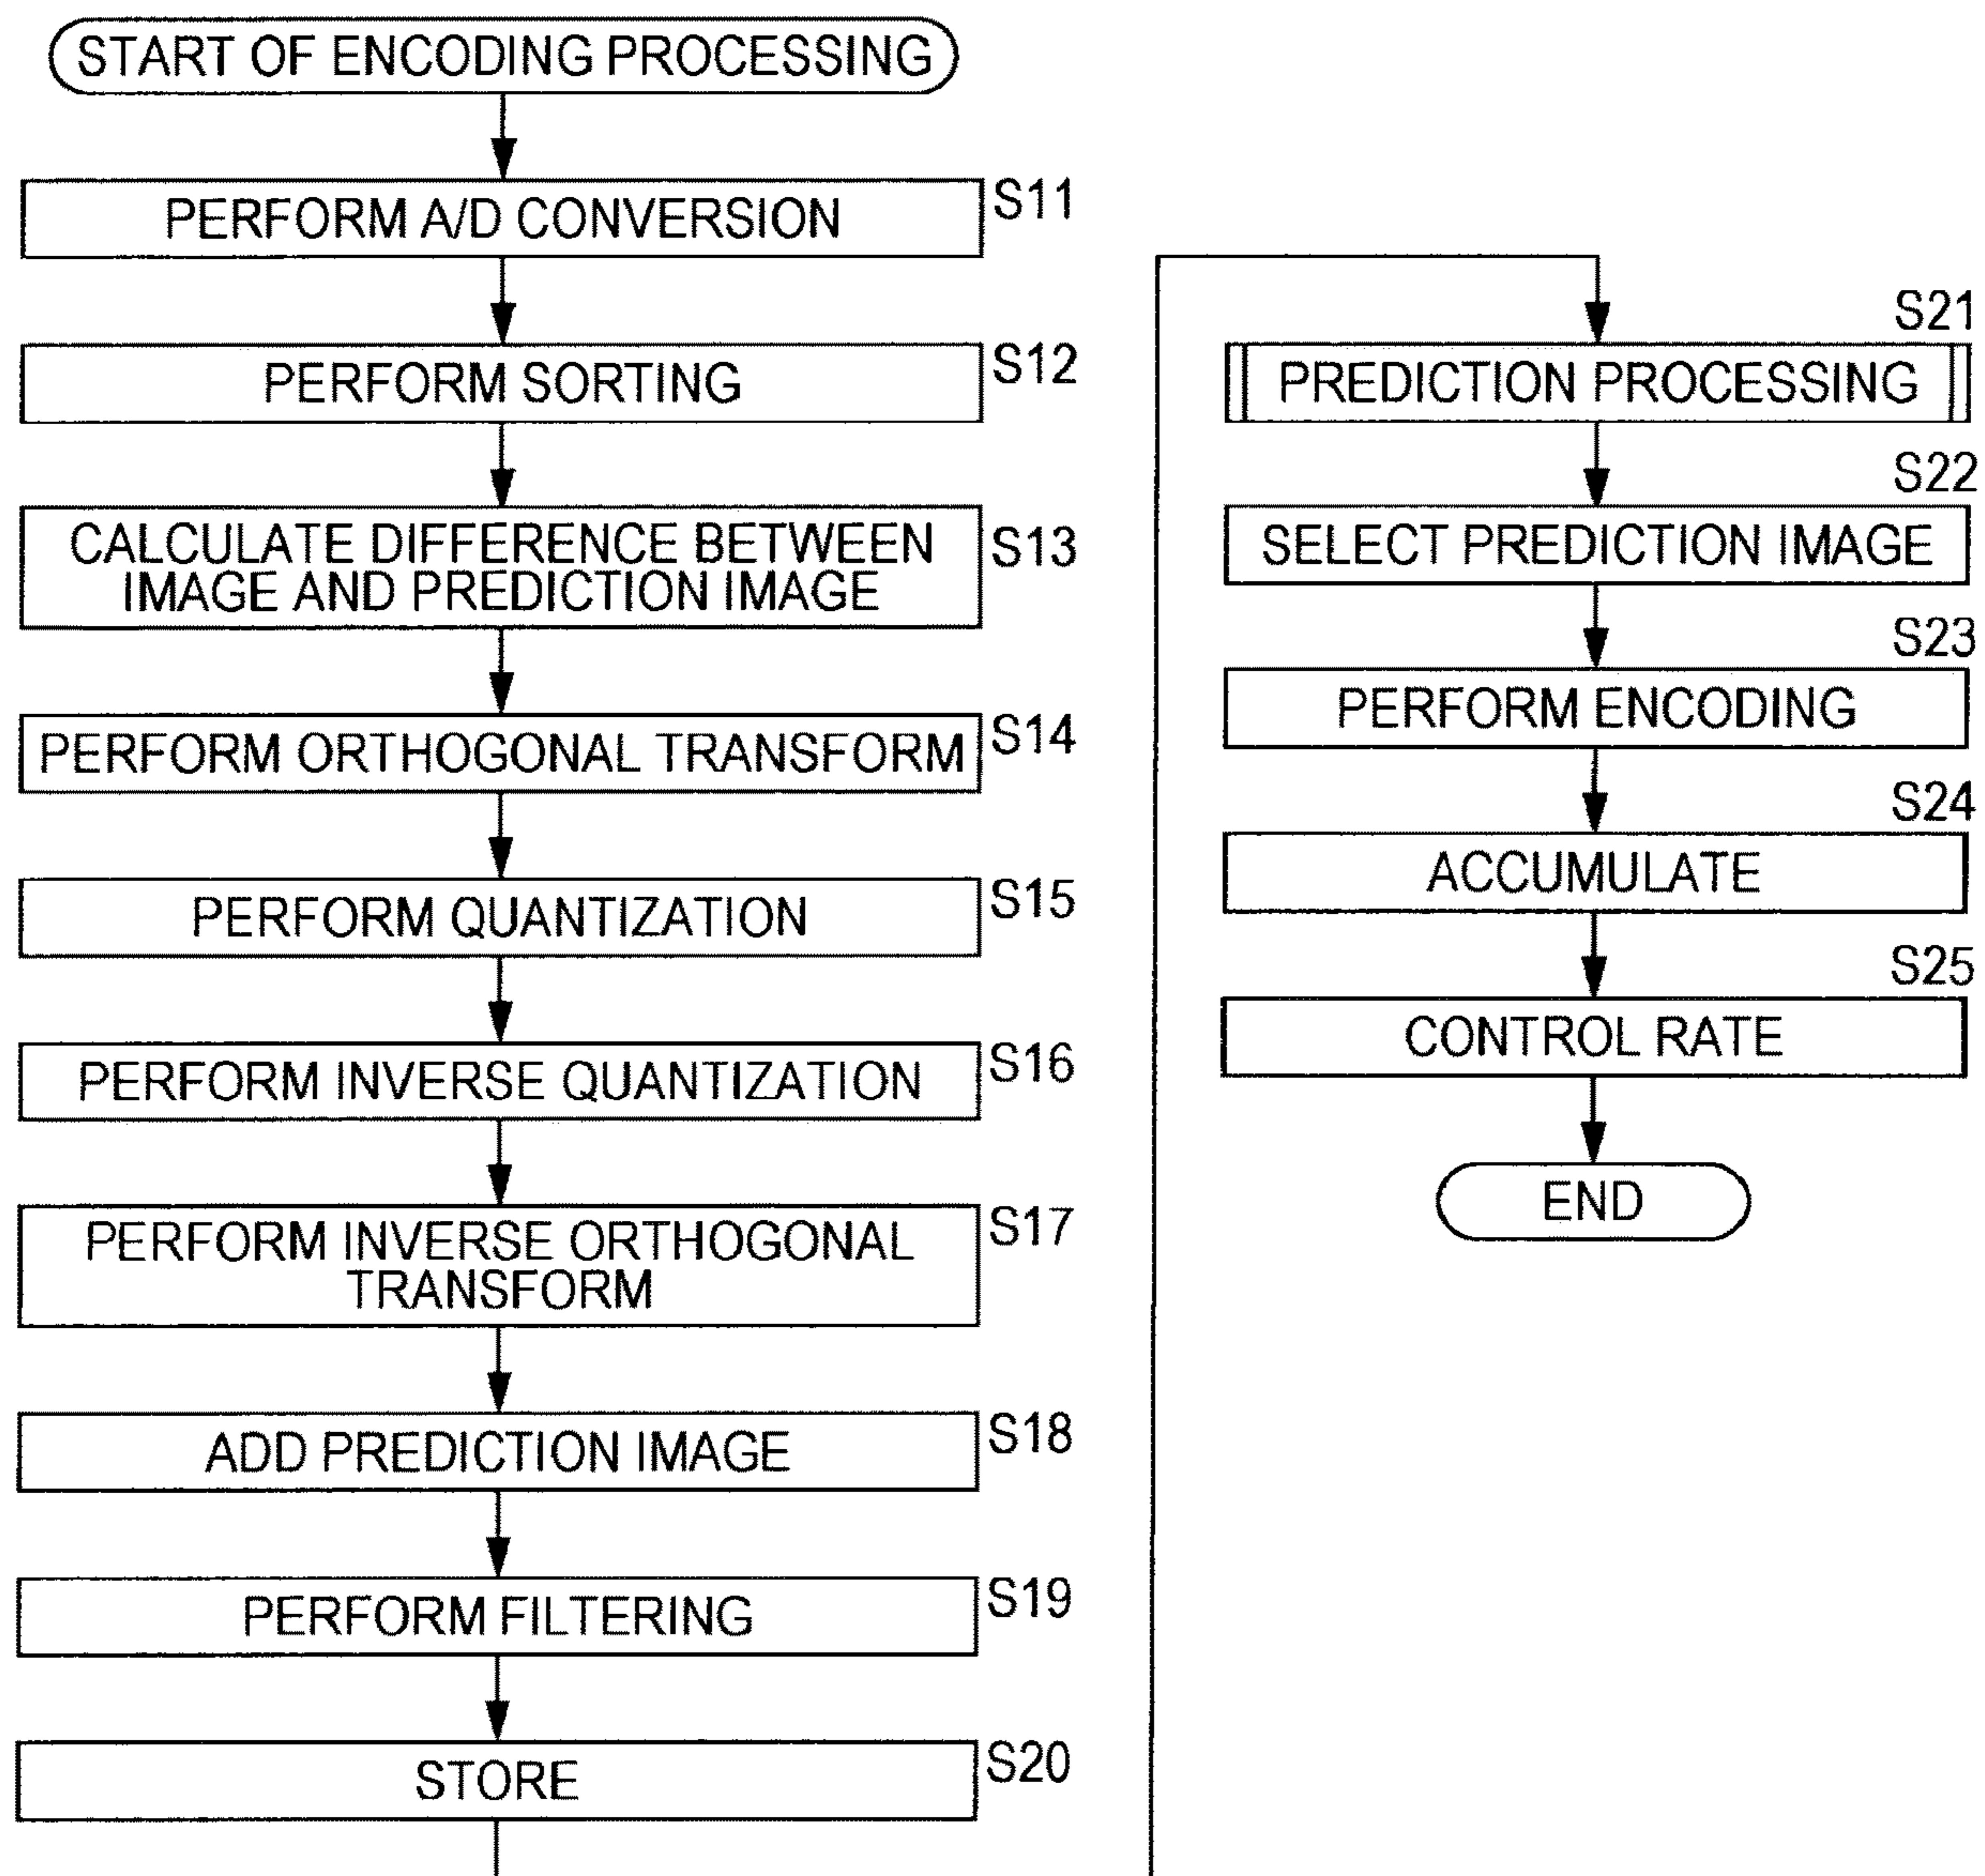 START OF ENCODING PROCESSING
PERFORM A/D CONVERSION
S11
PERFORM SORTING
S12
CALCULATE DIFFERENCE BETWEEN
IMAGE AND PREDICTION IMAGE
S13
PERFORM ORTHOGONAL TRANSFORM
S14
PERFORM QUANTIZATION
S15
PERFORM INVERSE QUANTIZATION
S16
PERFORM INVERSE ORTHOGONAL
TRANSFORM
S17
ADD PREDICTION IMAGE
S18
PERFORM FILTERING
S19
STORE
S20
S21
PREDICTION PROCESSING
S22
SELECT PREDICTION IMAGE
S23
PERFORM ENCODING
S24
ACCUMULATE
S25
CONTROL RATE
END